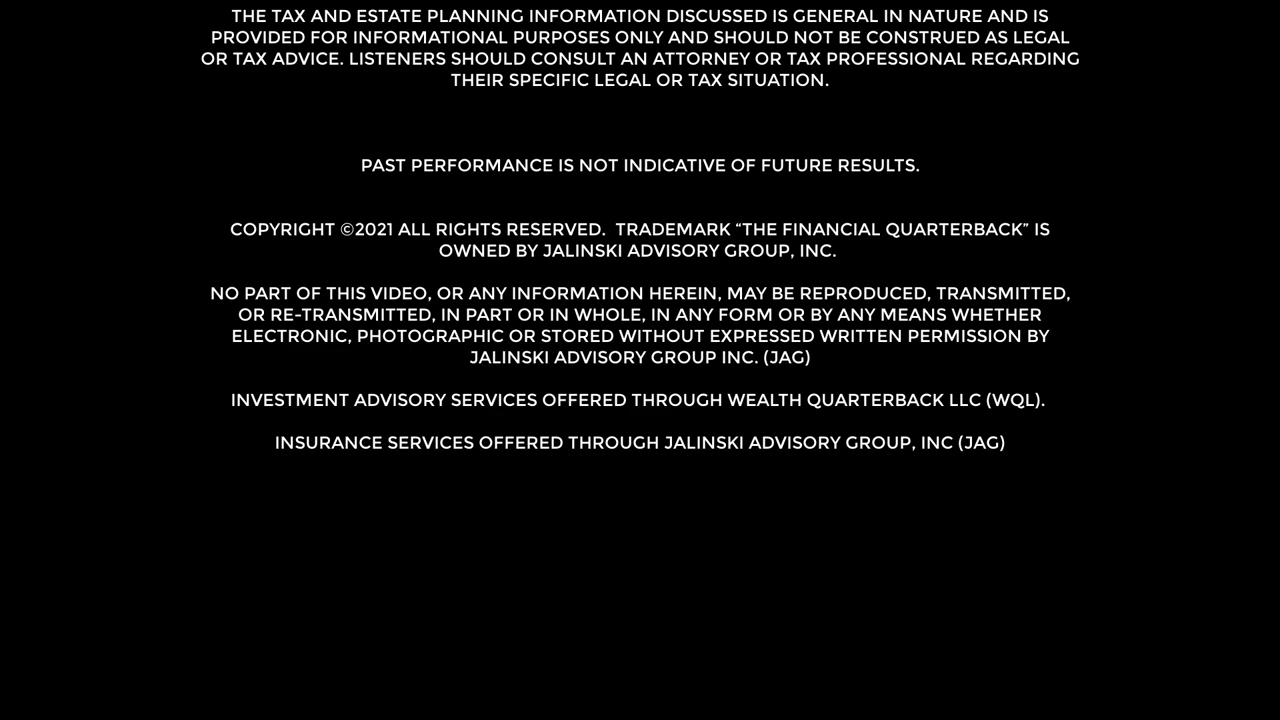 THE TAX AND ESTATE PLANNING INFORMATION DISCUSSED IS GENERAL IN NATURE AND IS
PROVIDED FOR INFORMATIONAL PURPOSES ONLY AND SHOULD NOT BE CONSTRUED AS LEGAL
OR TAX ADVICE. LISTENERS SHOULD CONSULT AN ATTORNEY OR TAX PROFESSIONAL REGARDING
THEIR SPECIFIC LEGAL OR TAX SITUATION.
PAST PERFORMANCE IS NOT INDICATIVE OF FUTURE RESULTS.
COPYRIGHT ©2021 ALL RIGHTS RESERVED.  TRADEMARK “THE FINANCIAL QUARTERBACK” IS
OWNED BY JALINSKI ADVISORY GROUP, INC.
NO PART OF THIS VIDEO, OR ANY INFORMATION HEREIN, MAY BE REPRODUCED, TRANSMITTED,
OR RE-TRANSMITTED, IN PART OR IN WHOLE, IN ANY FORM OR BY ANY MEANS WHETHER
ELECTRONIC, PHOTOGRAPHIC OR STORED WITHOUT EXPRESSED WRITTEN PERMISSION BY
JALINSKI ADVISORY GROUP INC. (JAG)
INVESTMENT ADVISORY SERVICES OFFERED THROUGH WEALTH QUARTERBACK LLC (WQL).
INSURANCE SERVICES OFFERED THROUGH JALINSKI ADVISORY GROUP, INC (JAG)